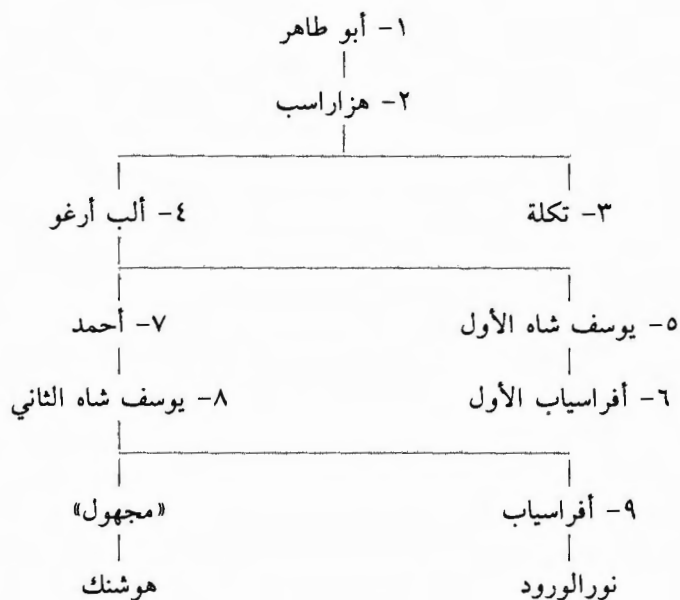 ١- أبو طاهر
٢- هزاراسب
٣- تكلة
٤- ألب أرغو
٥- يوسف شاه الأول
٧- أحمد
٦- أفراسياب الأول
٨- يوسف شاه الثاني
٩- أفراسياب
«مجهول»
نورالورود
هوشنك